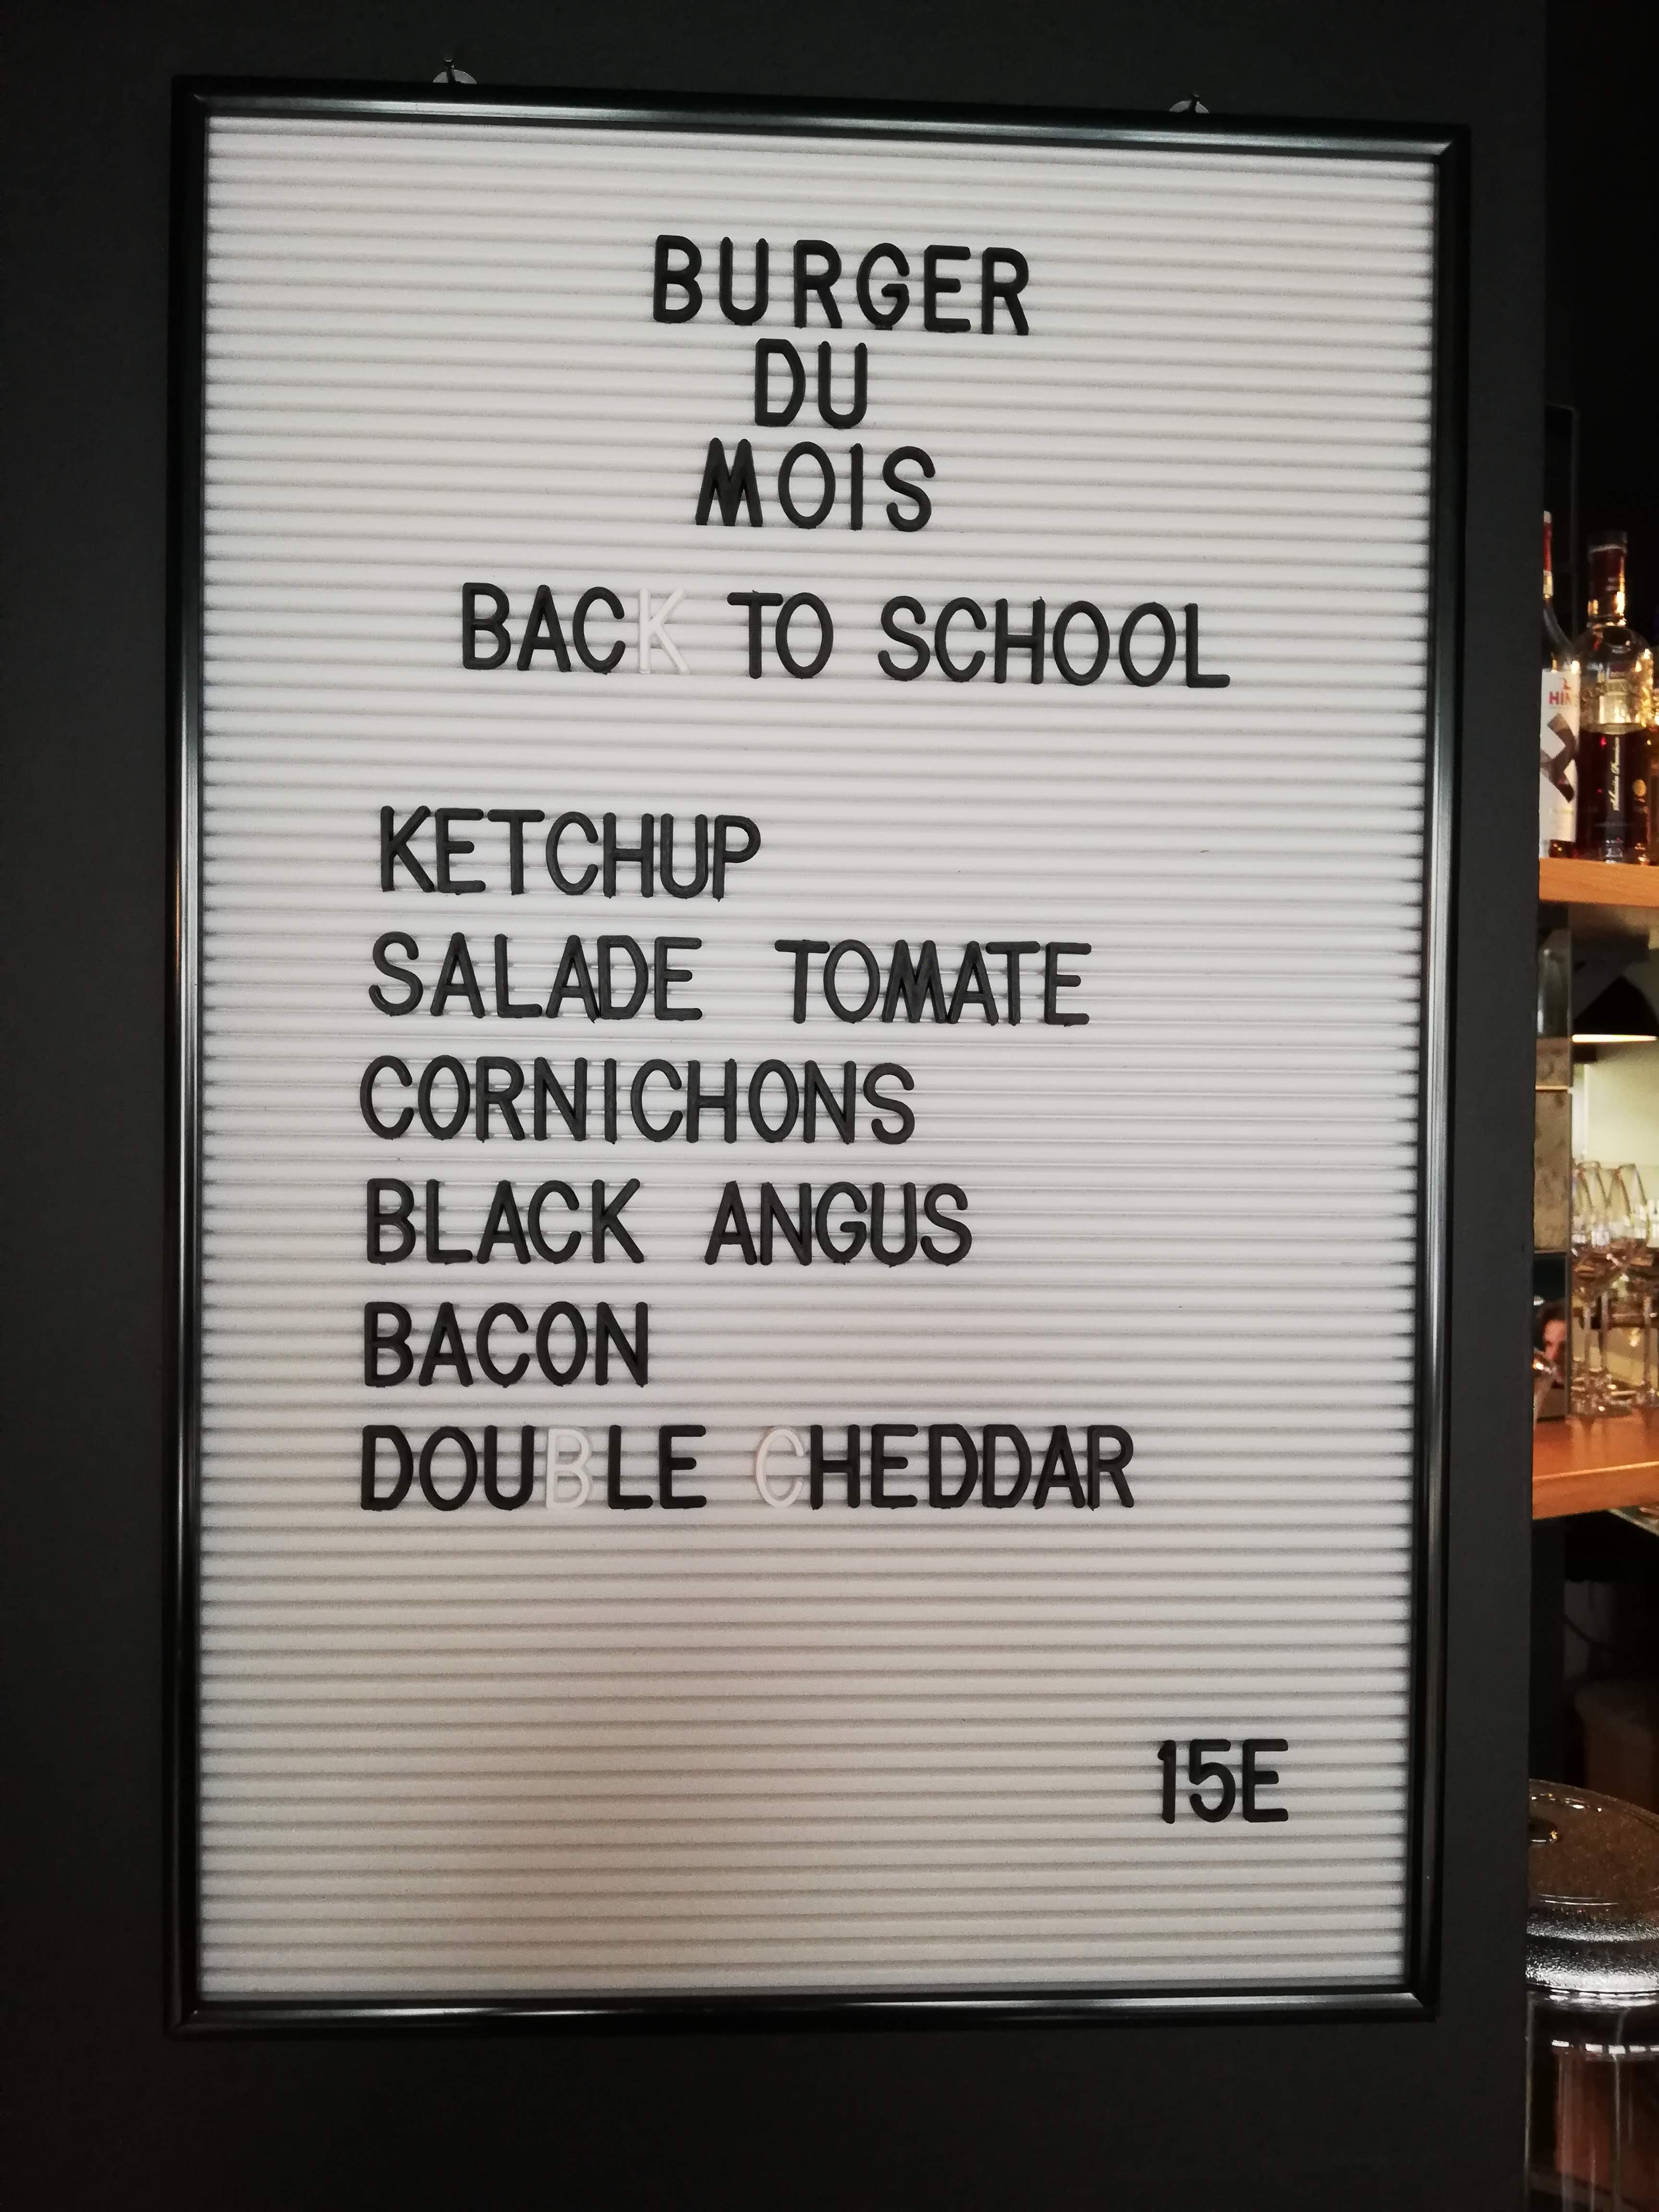 BURGER
DU
MOIS
BACK TO SCHOOL
KETCHUP
SALADE TOMATE
CORNICHONS
BLACK ANGUS
BACON
DOUBLE CHEDDAR
15E